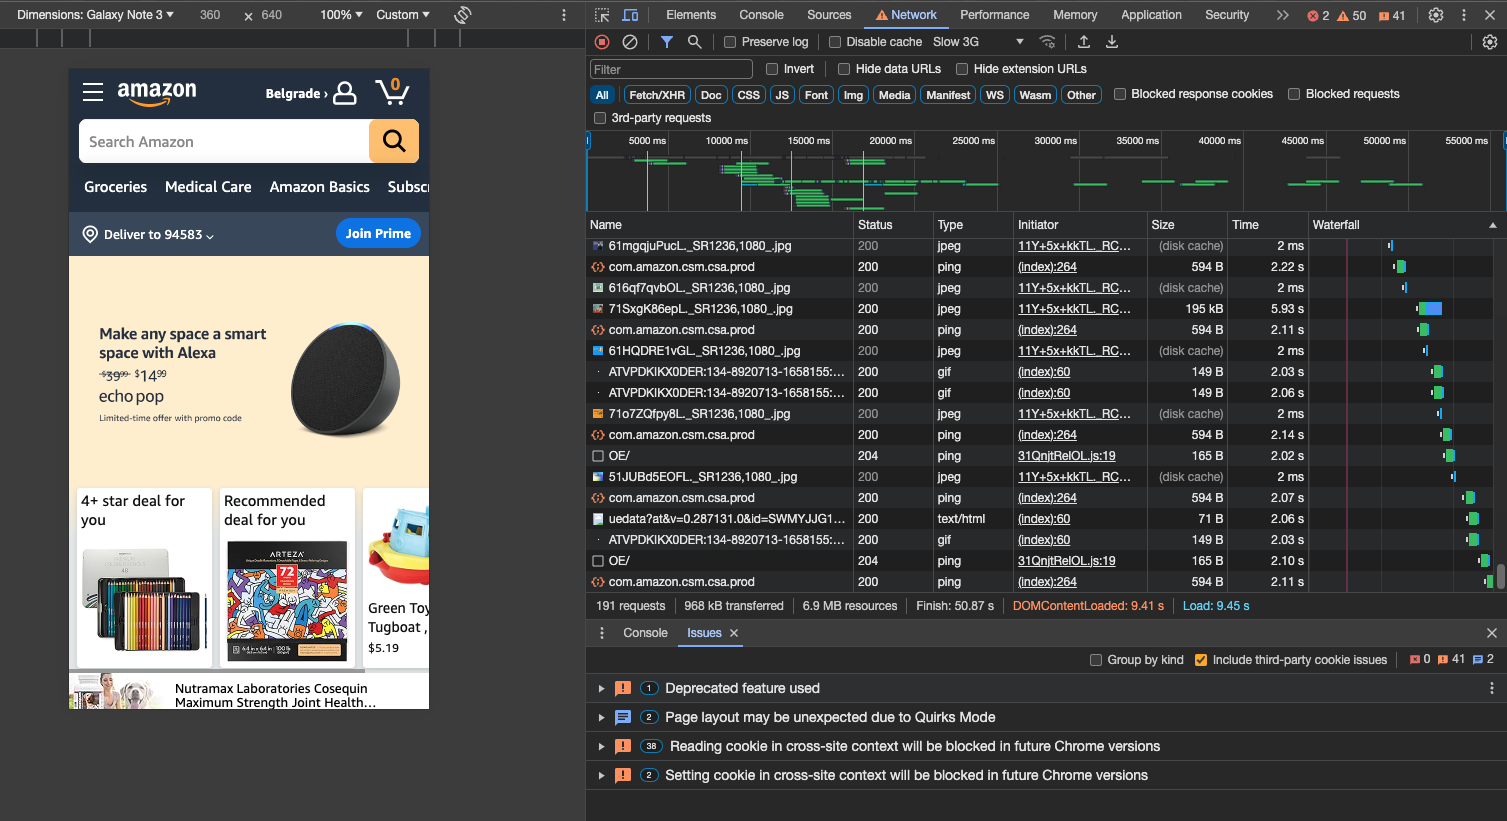 Dimensions: Galaxy Note 3 ▾ 360 × 640 100% ▾ Custom ▾
amazon
Belgrade › 0
Search Amazon
Groceries Medical Care Amazon Basics Subsc
Deliver to 94583
Join Prime
Make any space a smart
space with Alexa
$39.99 $14.99
echo pop
Limited-time offer with promo code
4+ star deal for
you
Recommended
deal for you
ARTEZA
72
6.4 in x 6.4 in 100 lb
Green Toy
Tugboat ,
$5.19
Nutramax Laboratories Cosequin
Maximum Strength Joint Health...
Elements Console Sources Network Performance Memory Application Security 2 50 41
Preserve log Disable cache Slow 3G
Filter Invert Hide data URLs Hide extension URLs
All Fetch/XHR Doc CSS JS Font Img Media Manifest WS Wasm Other Blocked response cookies Blocked requests
3rd-party requests
5000 ms 10000 ms 15000 ms 20000 ms 25000 ms 30000 ms 35000 ms 40000 ms 45000 ms 50000 ms 55000 ms
Name Status Type Initiator Size Time Waterfall
61mgqjuPucL._SR1236,1080_.jpg 200 jpeg 11Y+5x+kkTL._RC... (disk cache) 2 ms
com.amazon.csm.csa.prod 200 ping (index):264 594 B 2.22 s
616qf7qvbOL._SR1236,1080_.jpg 200 jpeg 11Y+5x+kkTL._RC... (disk cache) 2 ms
71SxgK86epL._SR1236,1080_.jpg 200 jpeg 11Y+5x+kkTL._RC... 195 kB 5.93 s
com.amazon.csm.csa.prod 200 ping (index):264 594 B 2.11 s
61HQDRE1vGL._SR1236,1080_.jpg 200 jpeg 11Y+5x+kkTL._RC... (disk cache) 2 ms
ATVPDKIKX0DER:134-8920713-1658155:... 200 gif (index):60 149 B 2.03 s
ATVPDKIKX0DER:134-8920713-1658155:... 200 gif (index):60 149 B 2.06 s
71o7ZQfpy8L._SR1236,1080_.jpg 200 jpeg 11Y+5x+kkTL._RC... (disk cache) 2 ms
com.amazon.csm.csa.prod 200 ping (index):264 594 B 2.14 s
OE/ 204 ping 31QnjtRelOL.js:19 165 B 2.02 s
51JUBd5EOFL._SR1236,1080_.jpg 200 jpeg 11Y+5x+kkTL._RC... (disk cache) 2 ms
com.amazon.csm.csa.prod 200 ping (index):264 594 B 2.07 s
uedata?at&v=0.287131.0&id=SWMYJJG1... 200 text/html (index):60 71 B 2.06 s
ATVPDKIKX0DER:134-8920713-1658155:... 200 gif (index):60 149 B 2.03 s
OE/ 204 ping 31QnjtRelOL.js:19 165 B 2.10 s
com.amazon.csm.csa.prod 200 ping (index):264 594 B 2.11 s
191 requests 968 kB transferred 6.9 MB resources Finish: 50.87 s DOMContentLoaded: 9.41 s Load: 9.45 s
Console Issues
Group by kind Include third-party cookie issues 0 41 2
1 Deprecated feature used
2 Page layout may be unexpected due to Quirks Mode
38 Reading cookie in cross-site context will be blocked in future Chrome versions
2 Setting cookie in cross-site context will be blocked in future Chrome versions